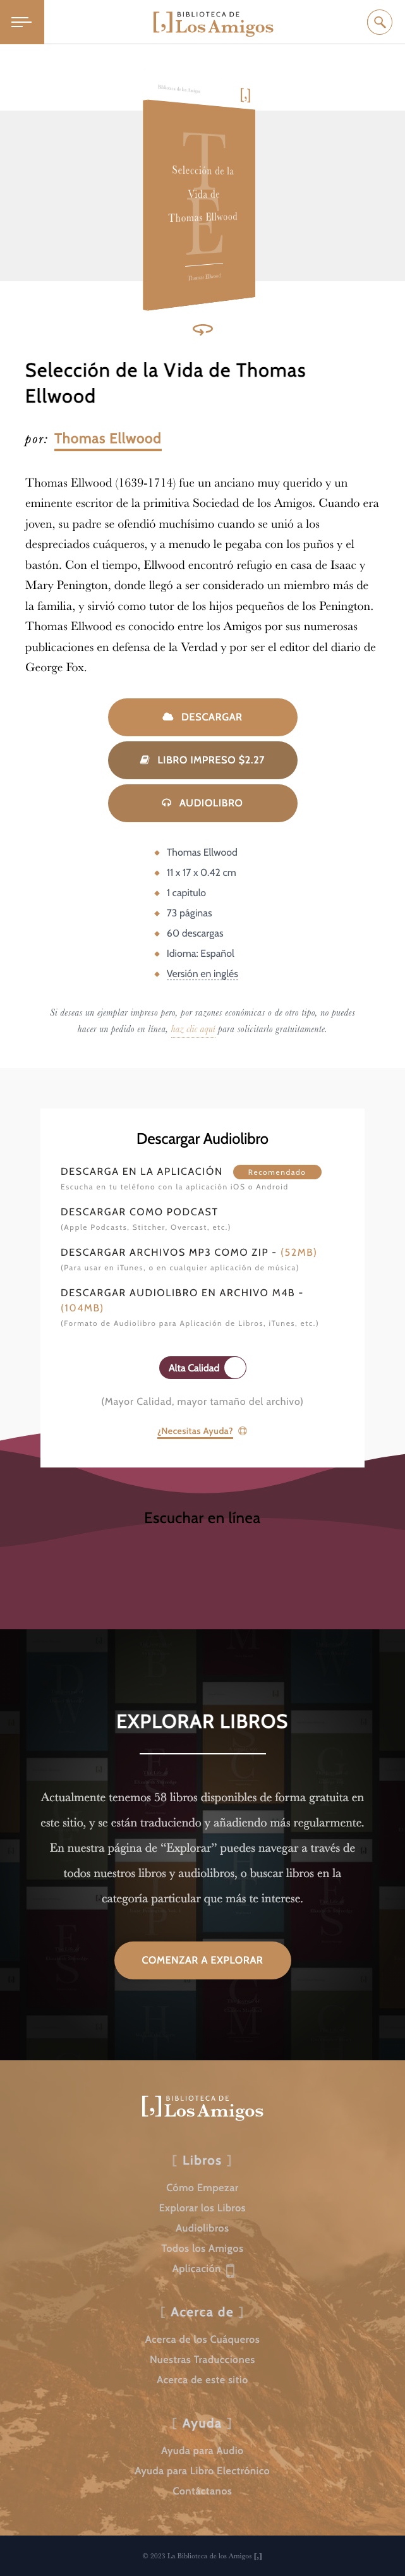 BIBLIOTECA DE
[,] Los Amigos
Biblioteca de los Amigos
[,]
TE
Selección de la
Vida de
Thomas Ellwood
Thomas Ellwood
Selección de la Vida de Thomas
Ellwood
por: Thomas Ellwood
Thomas Ellwood (1639-1714) fue un anciano muy querido y un
eminente escritor de la primitiva Sociedad de los Amigos. Cuando era
joven, su padre se ofendió muchísimo cuando se unió a los
despreciados cuáqueros, y a menudo le pegaba con los puños y el
bastón. Con el tiempo, Ellwood encontró refugio en casa de Isaac y
Mary Penington, donde llegó a ser considerado un miembro más de
la familia, y sirvió como tutor de los hijos pequeños de los Penington.
Thomas Ellwood es conocido entre los Amigos por sus numerosas
publicaciones en defensa de la Verdad y por ser el editor del diario de
George Fox.
DESCARGAR
LIBRO IMPRESO $2.27
AUDIOLIBRO
Thomas Ellwood
11 x 17 x 0.42 cm
1 capitulo
73 páginas
60 descargas
Idioma: Español
Versión en inglés
Si deseas un ejemplar impreso pero, por razones económicas o de otro tipo, no puedes
hacer un pedido en línea, haz clic aquí para solicitarlo gratuitamente.
Descargar Audiolibro
DESCARGA EN LA APLICACIÓN Recomendado
Escucha en tu teléfono con la aplicación iOS o Android
DESCARGAR COMO PODCAST
(Apple Podcasts, Stitcher, Overcast, etc.)
DESCARGAR ARCHIVOS MP3 COMO ZIP - (52MB)
(Para usar en iTunes, o en cualquier aplicación de música)
DESCARGAR AUDIOLIBRO EN ARCHIVO M4B -
(104MB)
(Formato de Audiolibro para Aplicación de Libros, iTunes, etc.)
Alta Calidad
(Mayor Calidad, mayor tamaño del archivo)
¿Necesitas Ayuda?
Escuchar en línea
EXPLORAR LIBROS
Actualmente tenemos 58 libros disponibles de forma gratuita en
este sitio, y se están traduciendo y añadiendo más regularmente.
En nuestra página de “Explorar” puedes navegar a través de
todos nuestros libros y audiolibros, o buscar libros en la
categoría particular que más te interese.
COMENZAR A EXPLORAR
BIBLIOTECA DE
[,] Los Amigos
[ Libros ]
Cómo Empezar
Explorar los Libros
Audiolibros
Todos los Amigos
Aplicación
[ Acerca de ]
Acerca de los Cuáqueros
Nuestras Traducciones
Acerca de este sitio
[ Ayuda ]
Ayuda para Audio
Ayuda para Libro Electrónico
Contáctanos
© 2023 La Biblioteca de los Amigos [,]